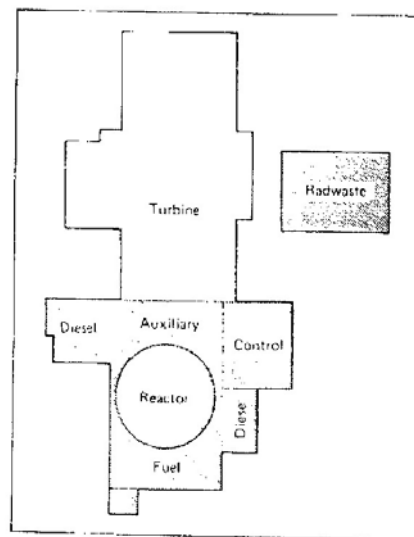 Radwaste
Turbine
Diesel
Auxiliary
Control
Reactor
Diesel
Fuel